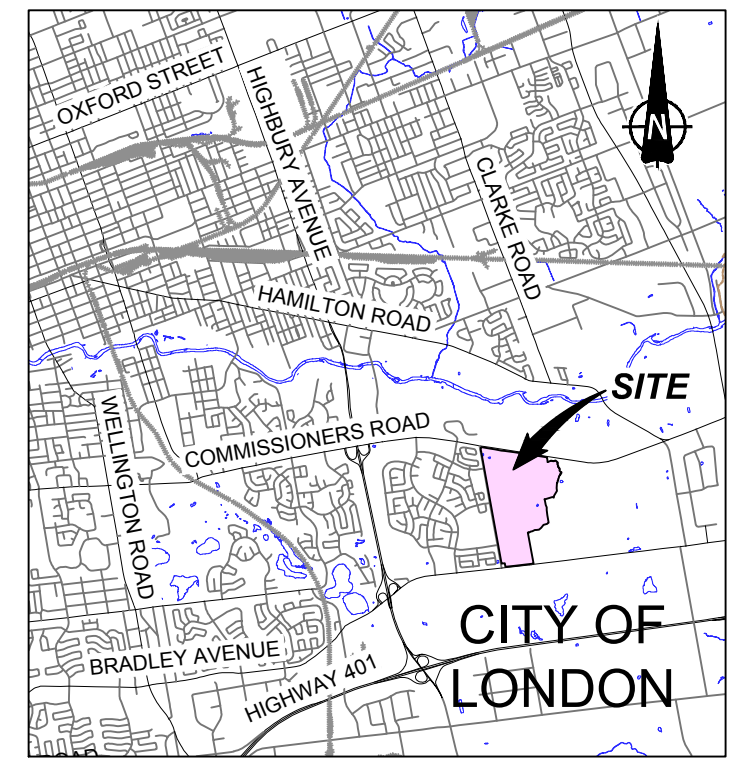 OXFORD STREET
HIGHBURY AVENUE
N
CLARKE ROAD
HAMILTON ROAD
SITE
WELLINGTON ROAD
COMMISSIONERS ROAD
CITY OF
LONDON
BRADLEY AVENUE
HIGHWAY 401
ROAD